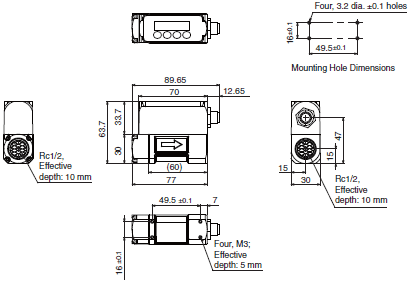 Four, 3.2 dia. ±0.1 holes
16±0.1
49.5±0.1
Mounting Hole Dimensions
89.65
70
12.65
63.7
33.7
30
(60)
77
Rc1/2,
Effective
depth: 10 mm
47
15
15
30
Rc1/2,
Effective
depth: 10 mm
49.5 ±0.1
7
16 ±0.1
Four, M3;
Effective
depth: 5 mm